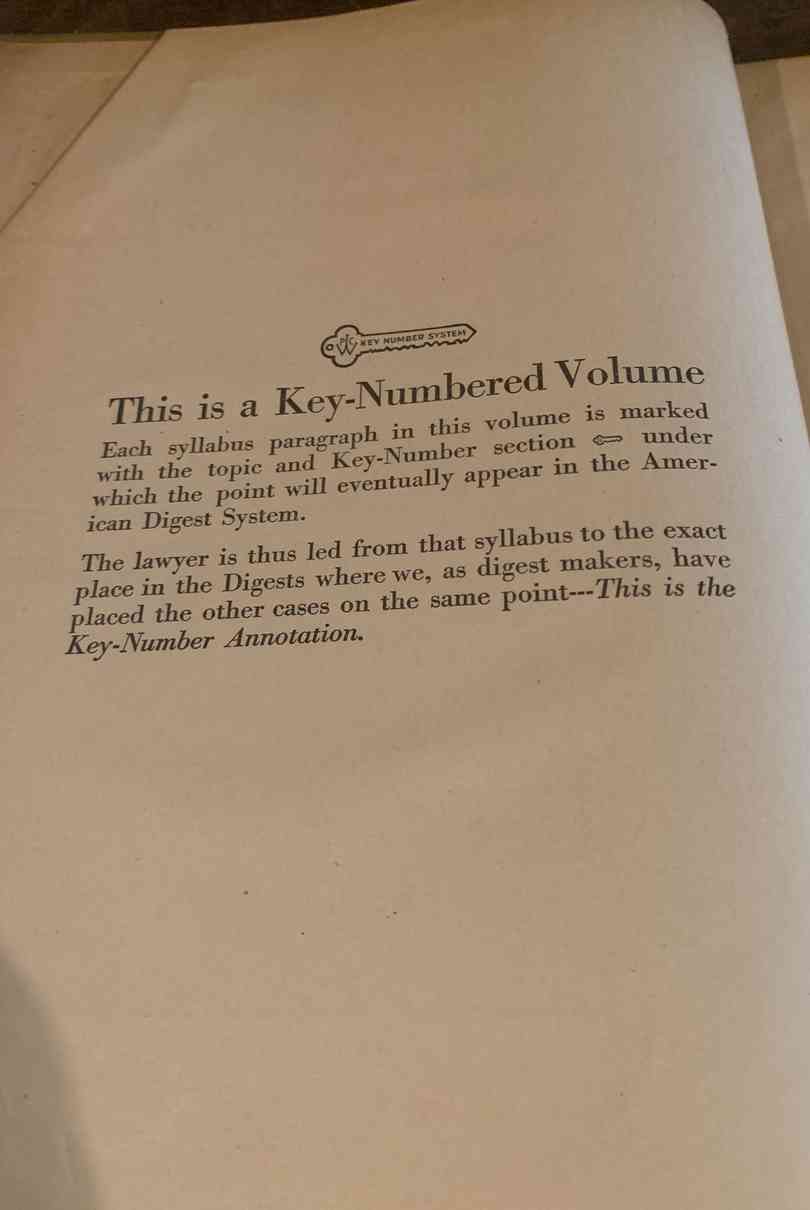 KEY NUMBER SYSTEM
This is a Key-Numbered Volume
Each syllabus paragraph in this volume is marked
with the topic and Key-Number section under
which the point will eventually appear in the Amer-
ican Digest System.
The lawyer is thus led from that syllabus to the exact
place in the Digests where we, as digest makers, have
placed the other cases on the same point---This is the
Key-Number Annotation.